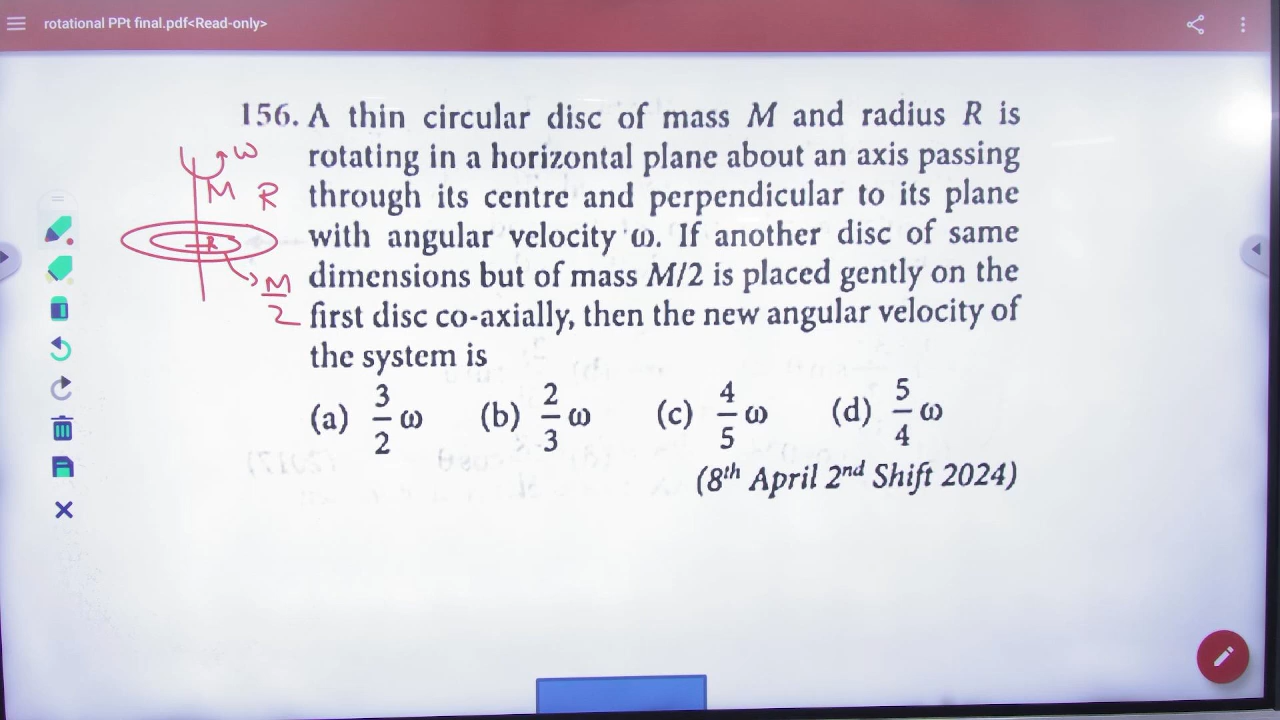 rotational PPt final.pdf<Read-only>
156. A thin circular disc of mass M and radius R is
rotating in a horizontal plane about an axis passing
through its centre and perpendicular to its plane
with angular velocity ω. If another disc of same
dimensions but of mass M/2 is placed gently on the
first disc co-axially, then the new angular velocity of
the system is
(a) 3/2 ω (b) 2/3 ω (c) 4/5 ω (d) 5/4 ω
(8th April 2nd Shift 2024)
ω
M R
R
M/2